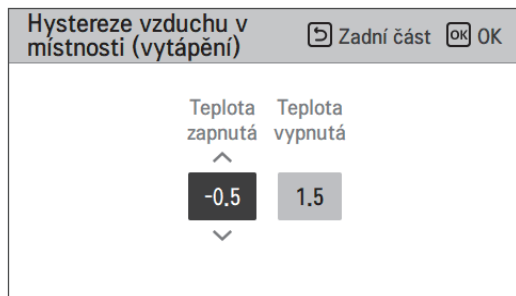 Hystereze vzduchu v
místnosti (vytápění)
Zadní část OK OK
Teplota Teplota
zapnutá vypnutá
-0.5 1.5